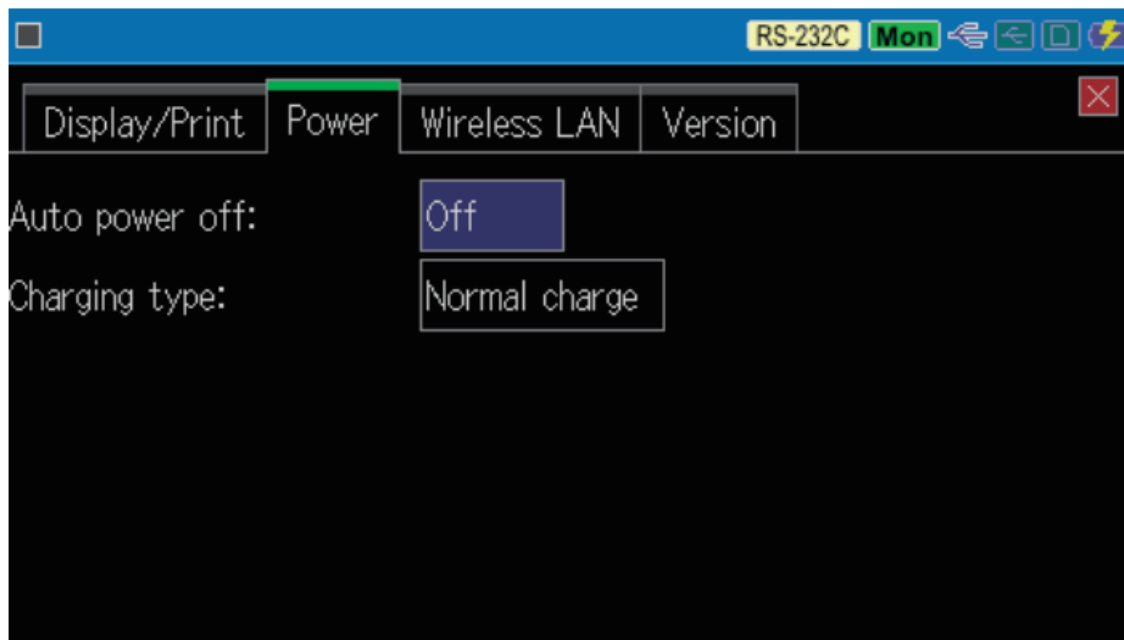 RS-232C Mon
Display/Print Power Wireless LAN Version
Auto power off: Off
Charging type: Normal charge